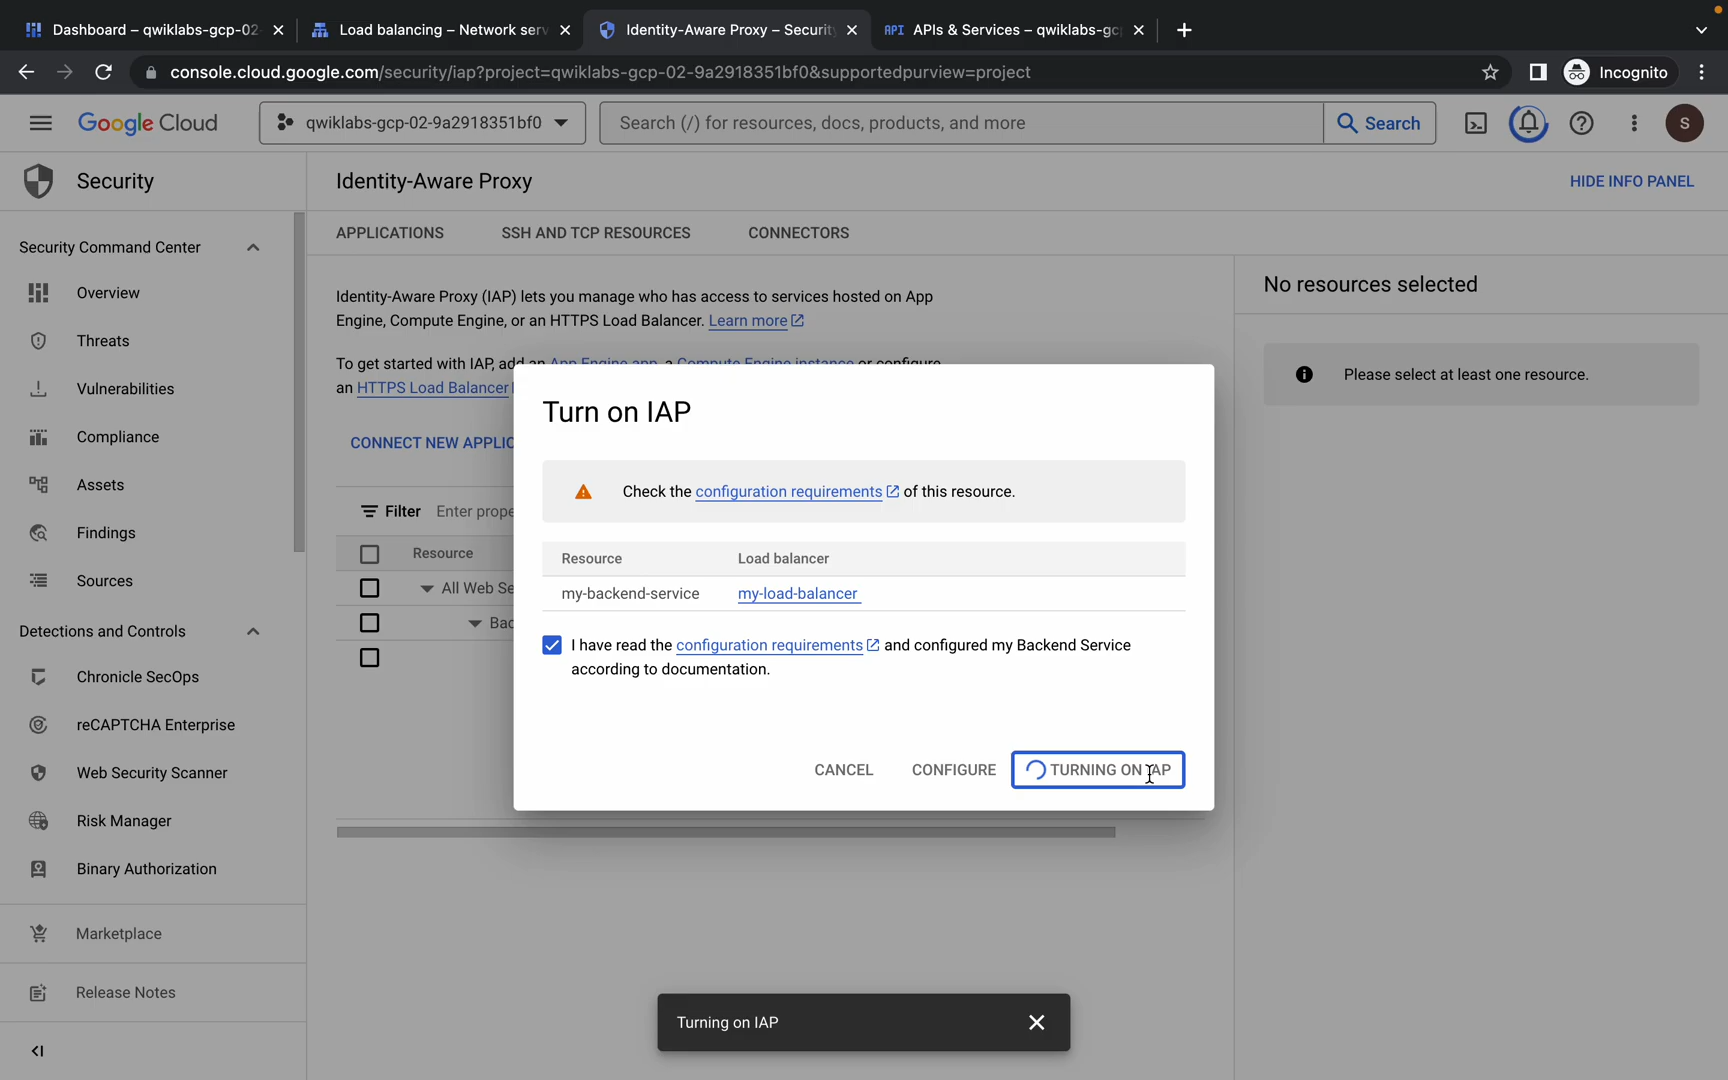 Dashboard – qwiklabs-gcp-02
Load balancing – Network serv
Identity-Aware Proxy – Security
API APIs & Services – qwiklabs-gc
console.cloud.google.com/security/iap?project=qwiklabs-gcp-02-9a2918351bf0&supportedpurview=project
Incognito
Google Cloud
qwiklabs-gcp-02-9a2918351bf0
Search (/) for resources, docs, products, and more
Search
S
Security
Identity-Aware Proxy
HIDE INFO PANEL
APPLICATIONS
SSH AND TCP RESOURCES
CONNECTORS
Security Command Center
Overview
Threats
Vulnerabilities
Compliance
Assets
Findings
Sources
Detections and Controls
Chronicle SecOps
reCAPTCHA Enterprise
Web Security Scanner
Risk Manager
Binary Authorization
Marketplace
Release Notes
Identity-Aware Proxy (IAP) lets you manage who has access to services hosted on App
Engine, Compute Engine, or an HTTPS Load Balancer. Learn more
To get started with IAP, add an App Engine app, a Compute Engine instance or configure
an HTTPS Load Balancer
CONNECT NEW APPLIC
Filter Enter prope
Resource
All Web Se
Bac
No resources selected
Please select at least one resource.
Turn on IAP
Check the configuration requirements of this resource.
Resource Load balancer
my-backend-service my-load-balancer
I have read the configuration requirements and configured my Backend Service
according to documentation.
CANCEL CONFIGURE TURNING ON IAP
Turning on IAP